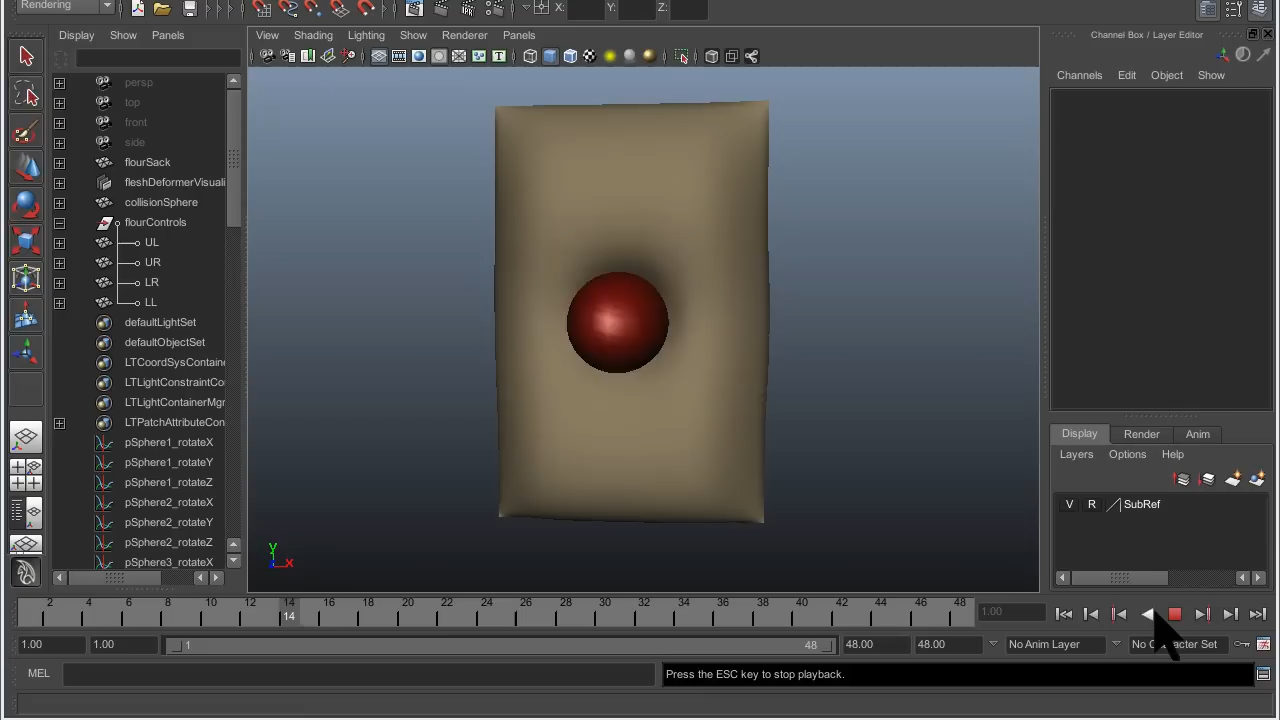 Rendering
X:
Y:
Z:
Display Show Panels
View Shading Lighting Show Renderer Panels
Channel Box / Layer Editor
Channels Edit Object Show
persp
top
front
side
flourSack
fleshDeformerVisuali
collisionSphere
flourControls
UL
UR
LR
LL
defaultLightSet
defaultObjectSet
LTCoordSysContaine
LTLightConstraintCo
LTLightContainerMgr
LTPatchAttributeCon
pSphere1_rotateX
pSphere1_rotateY
pSphere1_rotateZ
pSphere2_rotateX
pSphere2_rotateY
pSphere2_rotateZ
pSphere3_rotateX
T
y
x
Display Render Anim
Layers Options Help
V R SubRef
2 4 6 8 10 12 14 16 18 20 22 24 26 28 30 32 34 36 38 40 42 44 46 48
14
1.00
1.00 1.00 1 48 48.00 48.00 No Anim Layer No Character Set
MEL
Press the ESC key to stop playback.